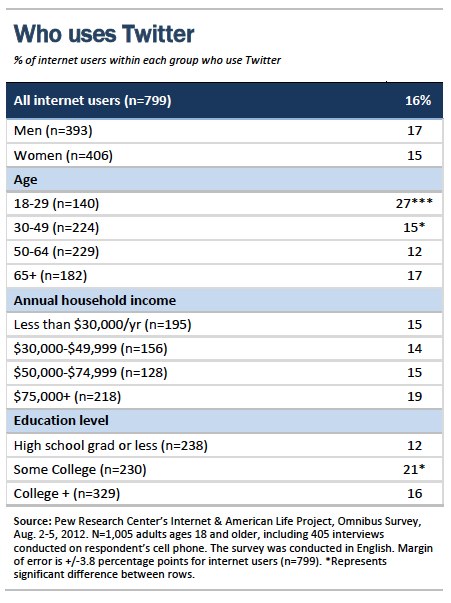 Who uses Twitter
% of internet users within each group who use Twitter
All internet users (n=799) 16%
Men (n=393) 17
Women (n=406) 15
Age
18-29 (n=140) 27***
30-49 (n=224) 15*
50-64 (n=229) 12
65+ (n=182) 17
Annual household income
Less than $30,000/yr (n=195) 15
$30,000-$49,999 (n=156) 14
$50,000-$74,999 (n=128) 15
$75,000+ (n=218) 19
Education level
High school grad or less (n=238) 12
Some College (n=230) 21*
College + (n=329) 16
Source: Pew Research Center's Internet & American Life Project, Omnibus Survey,
Aug. 2-5, 2012. N=1,005 adults ages 18 and older, including 405 interviews
conducted on respondent's cell phone. The survey was conducted in English. Margin
of error is +/-3.8 percentage points for internet users (n=799). *Represents
significant difference between rows.